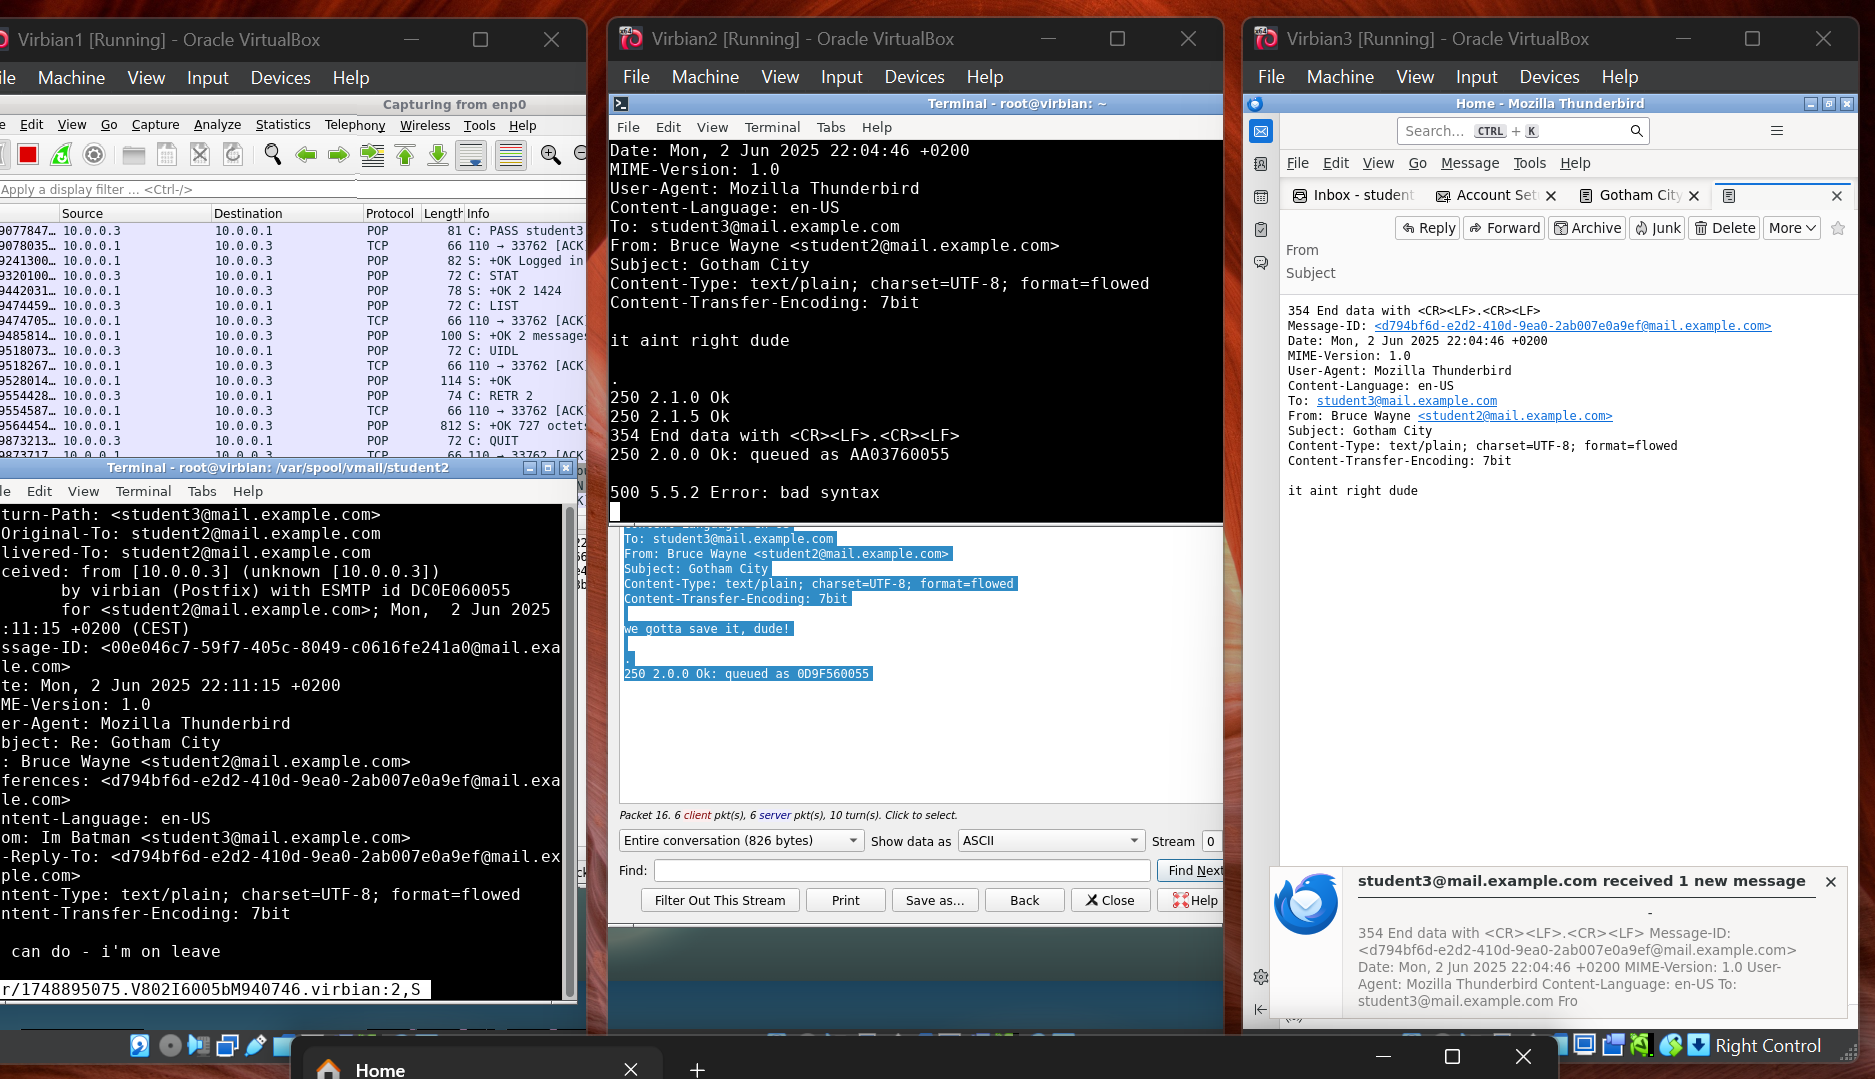 Virbian1 [Running] - Oracle VirtualBox
ile Machine View Input Devices Help
Capturing from enp0
e Edit View Go Capture Analyze Statistics Telephony Wireless Tools Help
Apply a display filter ... <Ctrl-/>
Source Destination Protocol Length Info
9077847… 10.0.0.3 10.0.0.1 POP 81 C: PASS student3
9078035… 10.0.0.1 10.0.0.3 TCP 66 110 → 33762 [ACK]
9241300… 10.0.0.1 10.0.0.3 POP 82 S: +OK Logged in
9320100… 10.0.0.3 10.0.0.1 POP 72 C: STAT
9442031… 10.0.0.1 10.0.0.3 POP 78 S: +OK 2 1424
9474459… 10.0.0.3 10.0.0.1 POP 72 C: LIST
9474705… 10.0.0.1 10.0.0.3 TCP 66 110 → 33762 [ACK]
9485814… 10.0.0.1 10.0.0.3 POP 100 S: +OK 2 messages
9518073… 10.0.0.3 10.0.0.1 POP 72 C: UIDL
9518267… 10.0.0.1 10.0.0.3 TCP 66 110 → 33762 [ACK]
9528014… 10.0.0.1 10.0.0.3 POP 114 S: +OK
9554428… 10.0.0.3 10.0.0.1 POP 74 C: RETR 2
9554587… 10.0.0.1 10.0.0.3 TCP 66 110 → 33762 [ACK]
9564454… 10.0.0.1 10.0.0.3 POP 812 S: +OK 727 octets
9873213… 10.0.0.3 10.0.0.1 POP 72 C: QUIT
9873717 10.0.0.1 10.0.0.3 TCP 66 110 → 33762 [ACK]
Terminal - root@virbian: /var/spool/vmail/student2
le Edit View Terminal Tabs Help
turn-Path: <student3@mail.example.com>
Original-To: student2@mail.example.com
livered-To: student2@mail.example.com
ceived: from [10.0.0.3] (unknown [10.0.0.3])
by virbian (Postfix) with ESMTP id DC0E060055
for <student2@mail.example.com>; Mon,  2 Jun 2025
:11:15 +0200 (CEST)
ssage-ID: <00e046c7-59f7-405c-8049-c0616fe241a0@mail.exa
le.com>
te: Mon, 2 Jun 2025 22:11:15 +0200
ME-Version: 1.0
er-Agent: Mozilla Thunderbird
bject: Re: Gotham City
: Bruce Wayne <student2@mail.example.com>
ferences: <d794bf6d-e2d2-410d-9ea0-2ab007e0a9ef@mail.exa
le.com>
ntent-Language: en-US
om: Im Batman <student3@mail.example.com>
-Reply-To: <d794bf6d-e2d2-410d-9ea0-2ab007e0a9ef@mail.ex
ple.com>
ntent-Type: text/plain; charset=UTF-8; format=flowed
ntent-Transfer-Encoding: 7bit
can do - i'm on leave
r/1748895075.V802I6005bM940746.virbian:2,S
Virbian2 [Running] - Oracle VirtualBox
File Machine View Input Devices Help
Terminal - root@virbian: ~
File Edit View Terminal Tabs Help
Date: Mon, 2 Jun 2025 22:04:46 +0200
MIME-Version: 1.0
User-Agent: Mozilla Thunderbird
Content-Language: en-US
To: student3@mail.example.com
From: Bruce Wayne <student2@mail.example.com>
Subject: Gotham City
Content-Type: text/plain; charset=UTF-8; format=flowed
Content-Transfer-Encoding: 7bit
it aint right dude
.
250 2.1.0 Ok
250 2.1.5 Ok
354 End data with <CR><LF>.<CR><LF>
250 2.0.0 Ok: queued as AA03760055
500 5.5.2 Error: bad syntax
To: student3@mail.example.com
From: Bruce Wayne <student2@mail.example.com>
Subject: Gotham City
Content-Type: text/plain; charset=UTF-8; format=flowed
Content-Transfer-Encoding: 7bit
we gotta save it, dude!
.
250 2.0.0 Ok: queued as 0D9F560055
Packet 16. 6 client pkt(s), 6 server pkt(s), 10 turn(s). Click to select.
Entire conversation (826 bytes) Show data as ASCII Stream 0
Find: Find Next
Filter Out This Stream Print Save as... Back Close Help
Virbian3 [Running] - Oracle VirtualBox
File Machine View Input Devices Help
Home - Mozilla Thunderbird
Search... CTRL + K
File Edit View Go Message Tools Help
Inbox - student Account Set Gotham City
Reply Forward Archive Junk Delete More
From
Subject
354 End data with <CR><LF>.<CR><LF>
Message-ID: <d794bf6d-e2d2-410d-9ea0-2ab007e0a9ef@mail.example.com>
Date: Mon, 2 Jun 2025 22:04:46 +0200
MIME-Version: 1.0
User-Agent: Mozilla Thunderbird
Content-Language: en-US
To: student3@mail.example.com
From: Bruce Wayne <student2@mail.example.com>
Subject: Gotham City
Content-Type: text/plain; charset=UTF-8; format=flowed
Content-Transfer-Encoding: 7bit
it aint right dude
student3@mail.example.com received 1 new message
-
354 End data with <CR><LF>.<CR><LF> Message-ID:
<d794bf6d-e2d2-410d-9ea0-2ab007e0a9ef@mail.example.com>
Date: Mon, 2 Jun 2025 22:04:46 +0200 MIME-Version: 1.0 User-
Agent: Mozilla Thunderbird Content-Language: en-US To:
student3@mail.example.com Fro
Right Control
Home